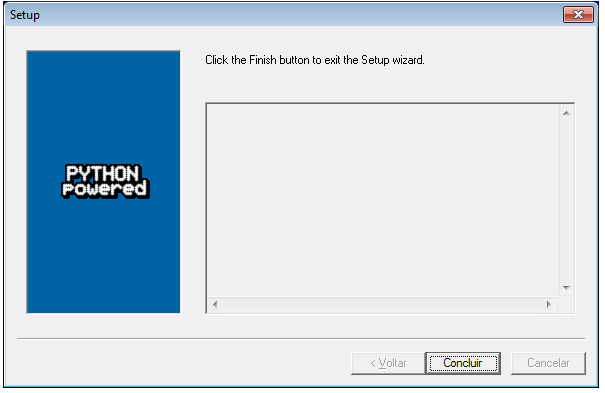 Setup
Click the Finish button to exit the Setup wizard.
PYTHON
powered
< Voltar
Concluir
Cancelar